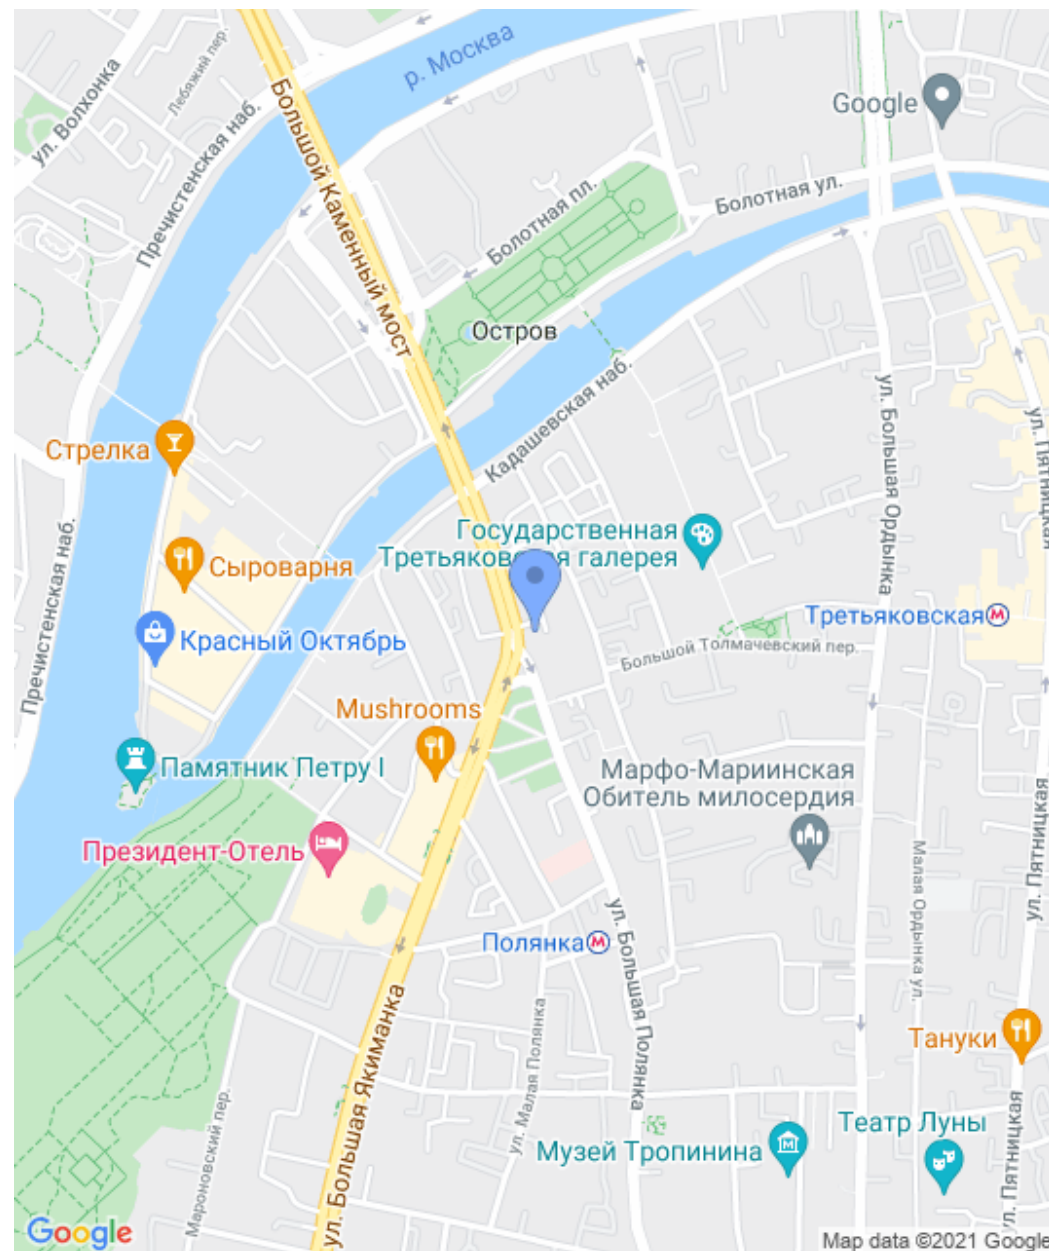 р. Москва
Лебяжий пер.
ул. Волхонка
Пречистенская наб.
Большой Каменный мост
Google
Болотная ул.
Болотная пл.
Остров
Кадашевская наб.
ул. Большая Ордынка
ул. Пятницкая
Стрелка
Государственная
Третьяковская галерея
Сыроварня
Пречистенская наб.
Красный Октябрь
Третьяковская
Большой Толмачевский пер.
Mushrooms
Памятник Петру I
Марфо-Мариинская
Обитель милосердия
Президент-Отель
Малая Ордынка ул.
ул. Пятницкая
ул. Большая Полянка
Полянка
ул. Большая Якиманка
ул. Малая Полянка
Тануки
Мароновский пер.
Музей Тропинина
Театр Луны
ул. Пятницкая
Google
Map data ©2021 Google